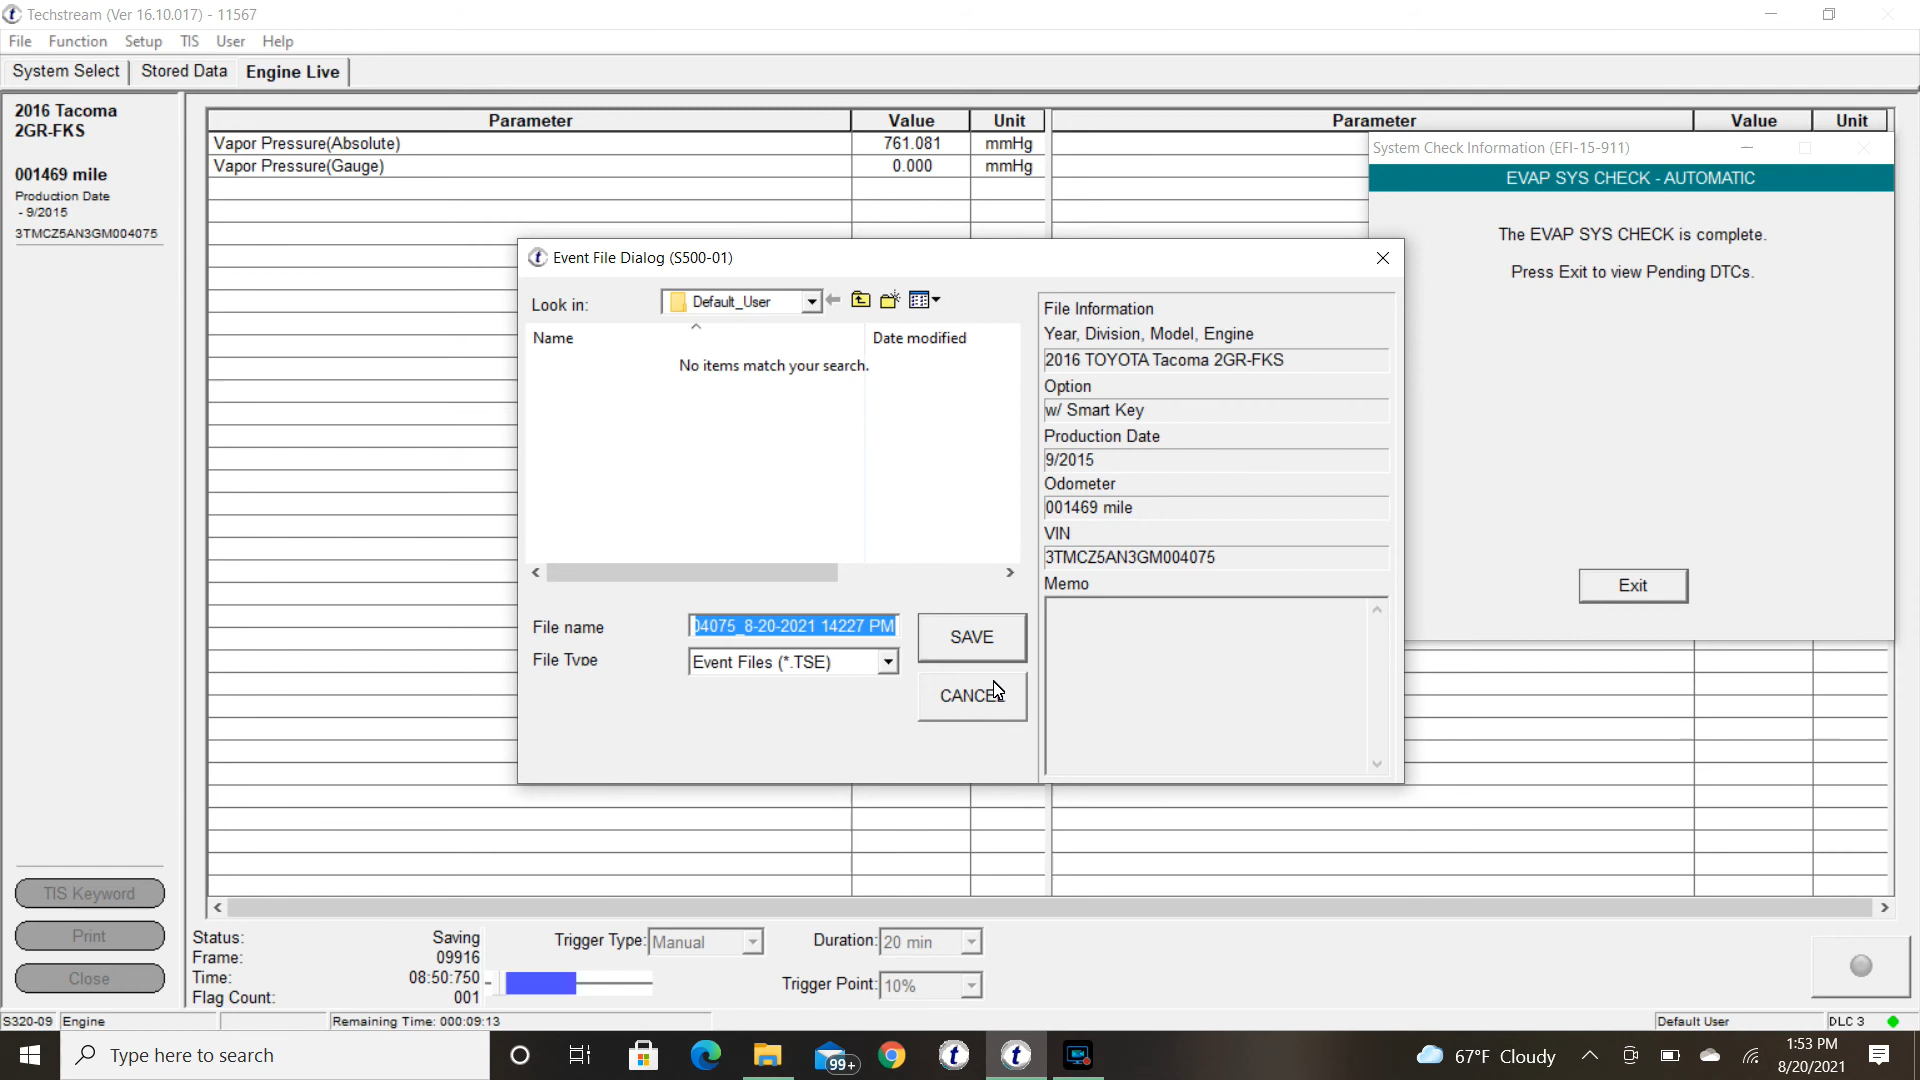 Techstream (Ver 16.10.017) - 11567
File Function Setup TIS User Help
System Select Stored Data Engine Live
2016 Tacoma
2GR-FKS
001469 mile
Production Date
- 9/2015
3TMCZ5AN3GM004075
Parameter Value Unit Parameter Value Unit
Vapor Pressure(Absolute) 761.081 mmHg
Vapor Pressure(Gauge) 0.000 mmHg
System Check Information (EFI-15-911)
EVAP SYS CHECK - AUTOMATIC
The EVAP SYS CHECK is complete.
Press Exit to view Pending DTCs.
Exit
Event File Dialog (S500-01)
Look in: Default_User
Name Date modified
No items match your search.
File name 04075_8-20-2021 14227 PM
File Type Event Files (*.TSE)
SAVE
CANCEL
File Information
Year, Division, Model, Engine
2016 TOYOTA Tacoma 2GR-FKS
Option
w/ Smart Key
Production Date
9/2015
Odometer
001469 mile
VIN
3TMCZ5AN3GM004075
Memo
TIS Keyword
Print
Close
Status: Saving
Frame: 09916
Time: 08:50:750
Flag Count: 001
Trigger Type: Manual
Duration: 20 min
Trigger Point: 10%
S320-09 Engine Remaining Time: 000:09:13 Default User DLC 3
Type here to search
99+
67°F Cloudy
1:53 PM
8/20/2021